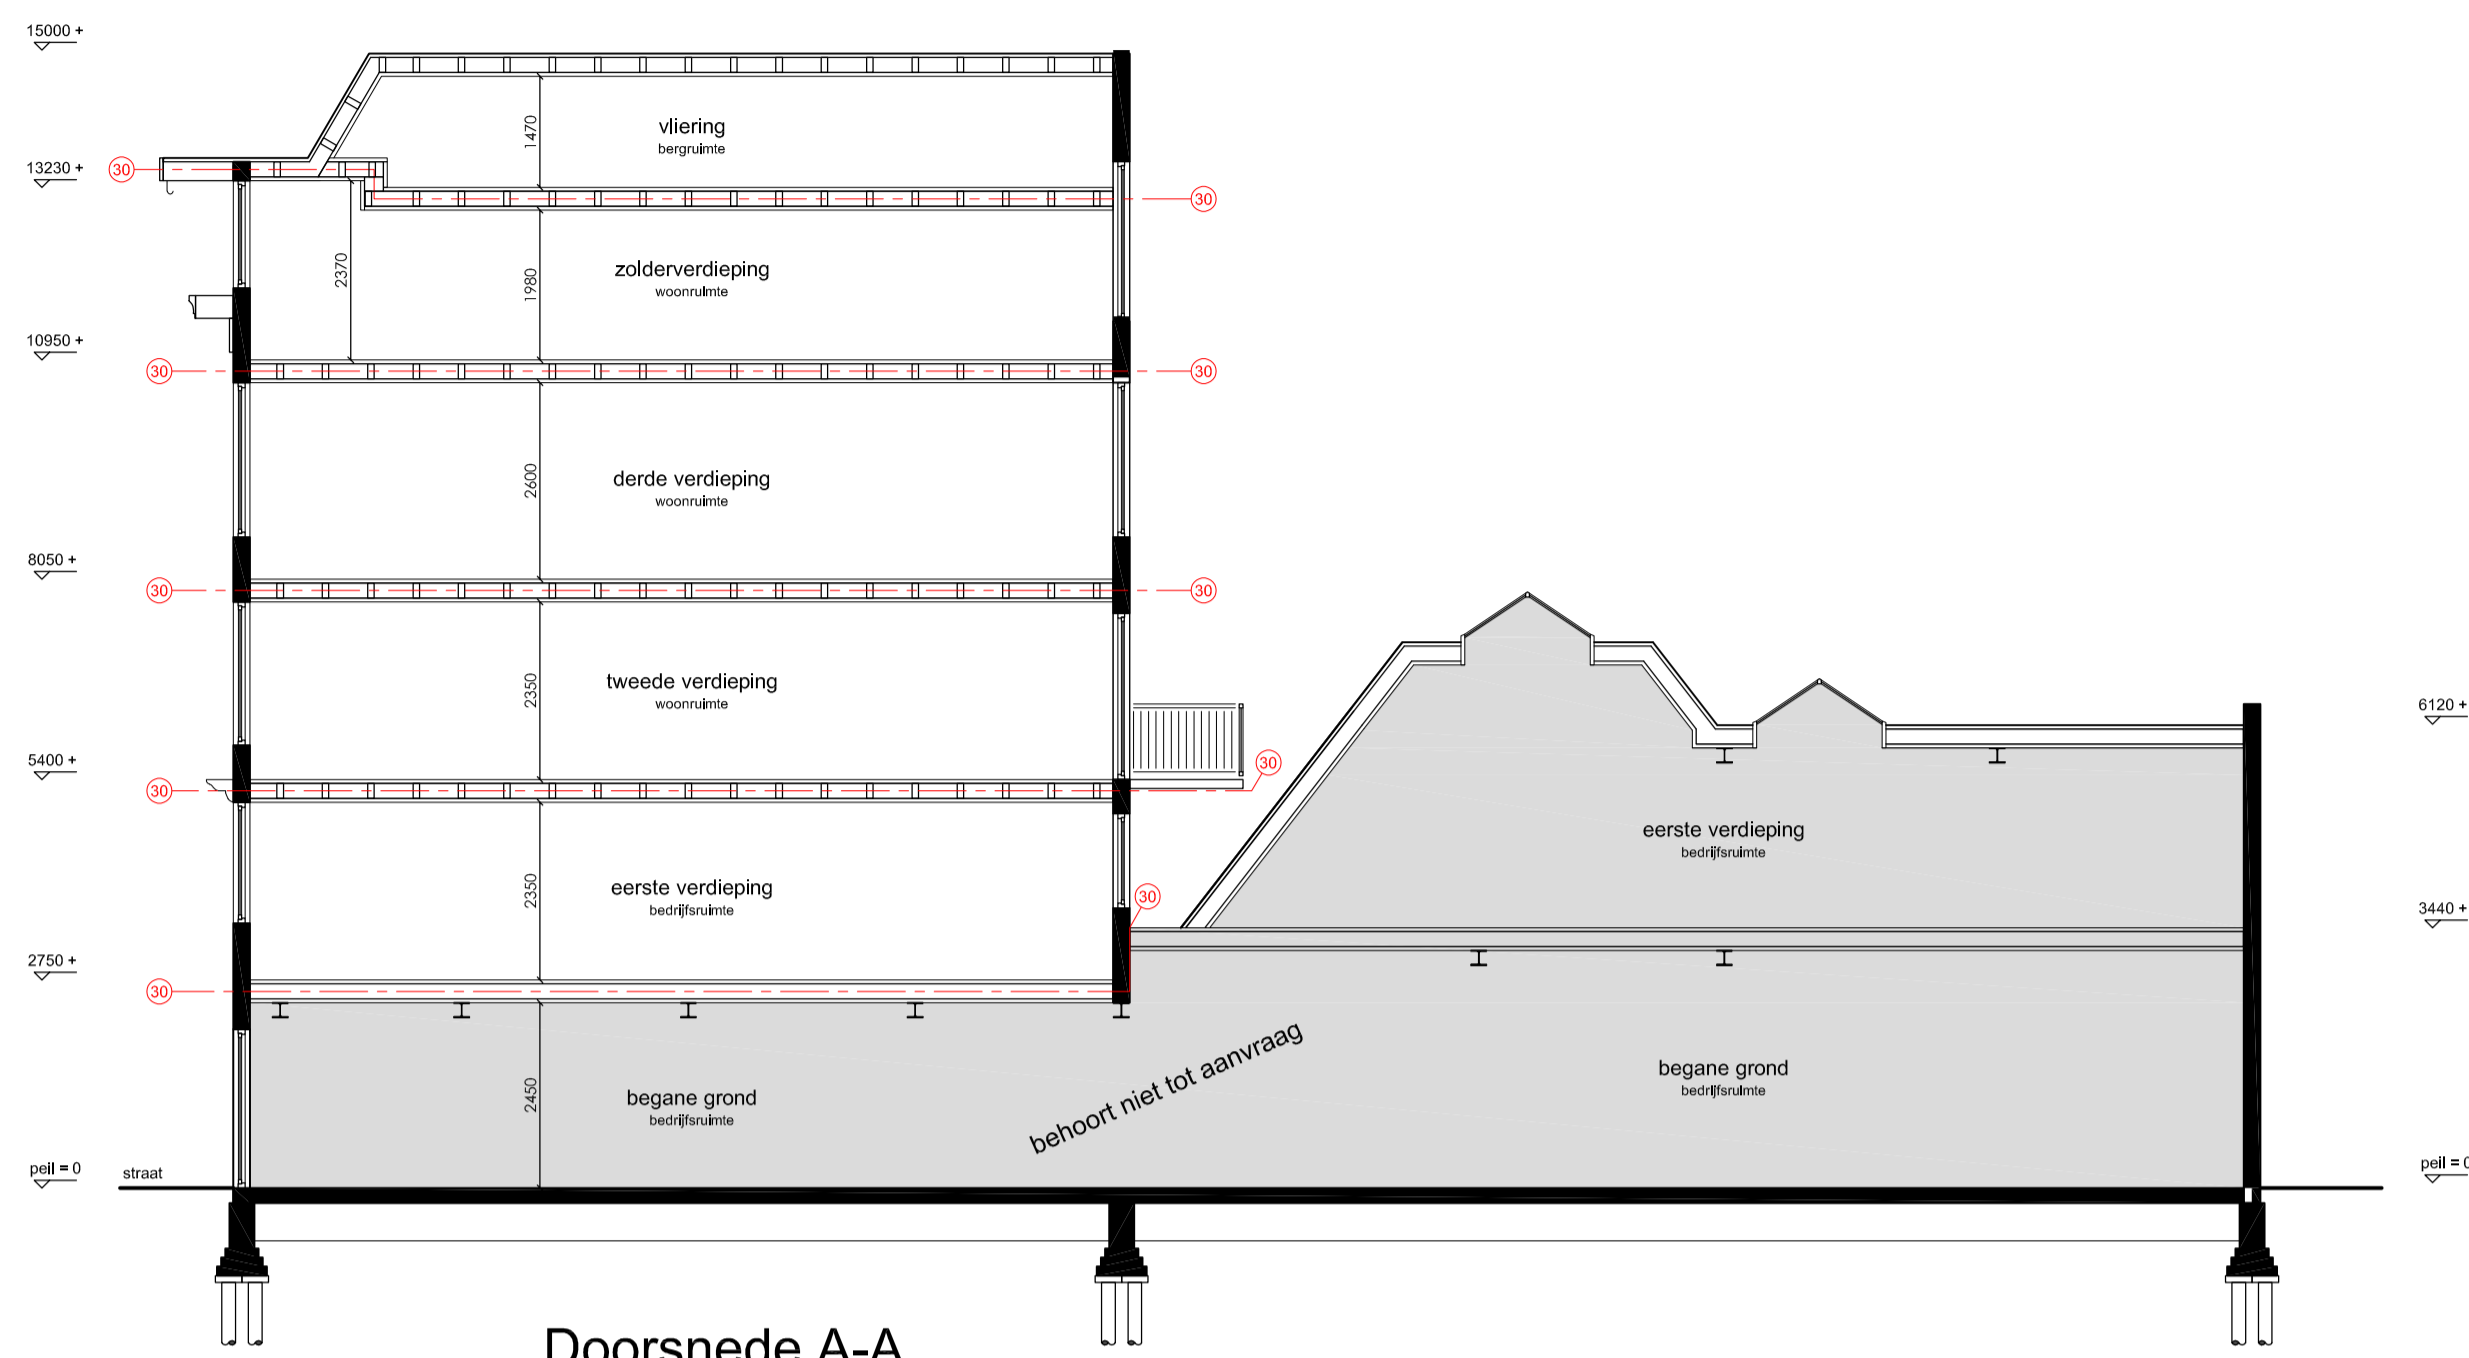 15000 +
vliering
bergruimte
1470
13230 +
30
30
zolderverdieping
woonruimte
2370
1980
10950 +
30
30
derde verdieping
woonruimte
2600
8050 +
30
30
tweede verdieping
woonruimte
2350
6120 +
5400 +
30
30
eerste verdieping
bedrijfsruimte
eerste verdieping
bedrijfsruimte
2350
30
3440 +
2750 +
30
behoort niet tot aanvraag
begane grond
bedrijfsruimte
2450
begane grond
bedrijfsruimte
peil = 0
straat
peil = 0
Doorsnede A-A